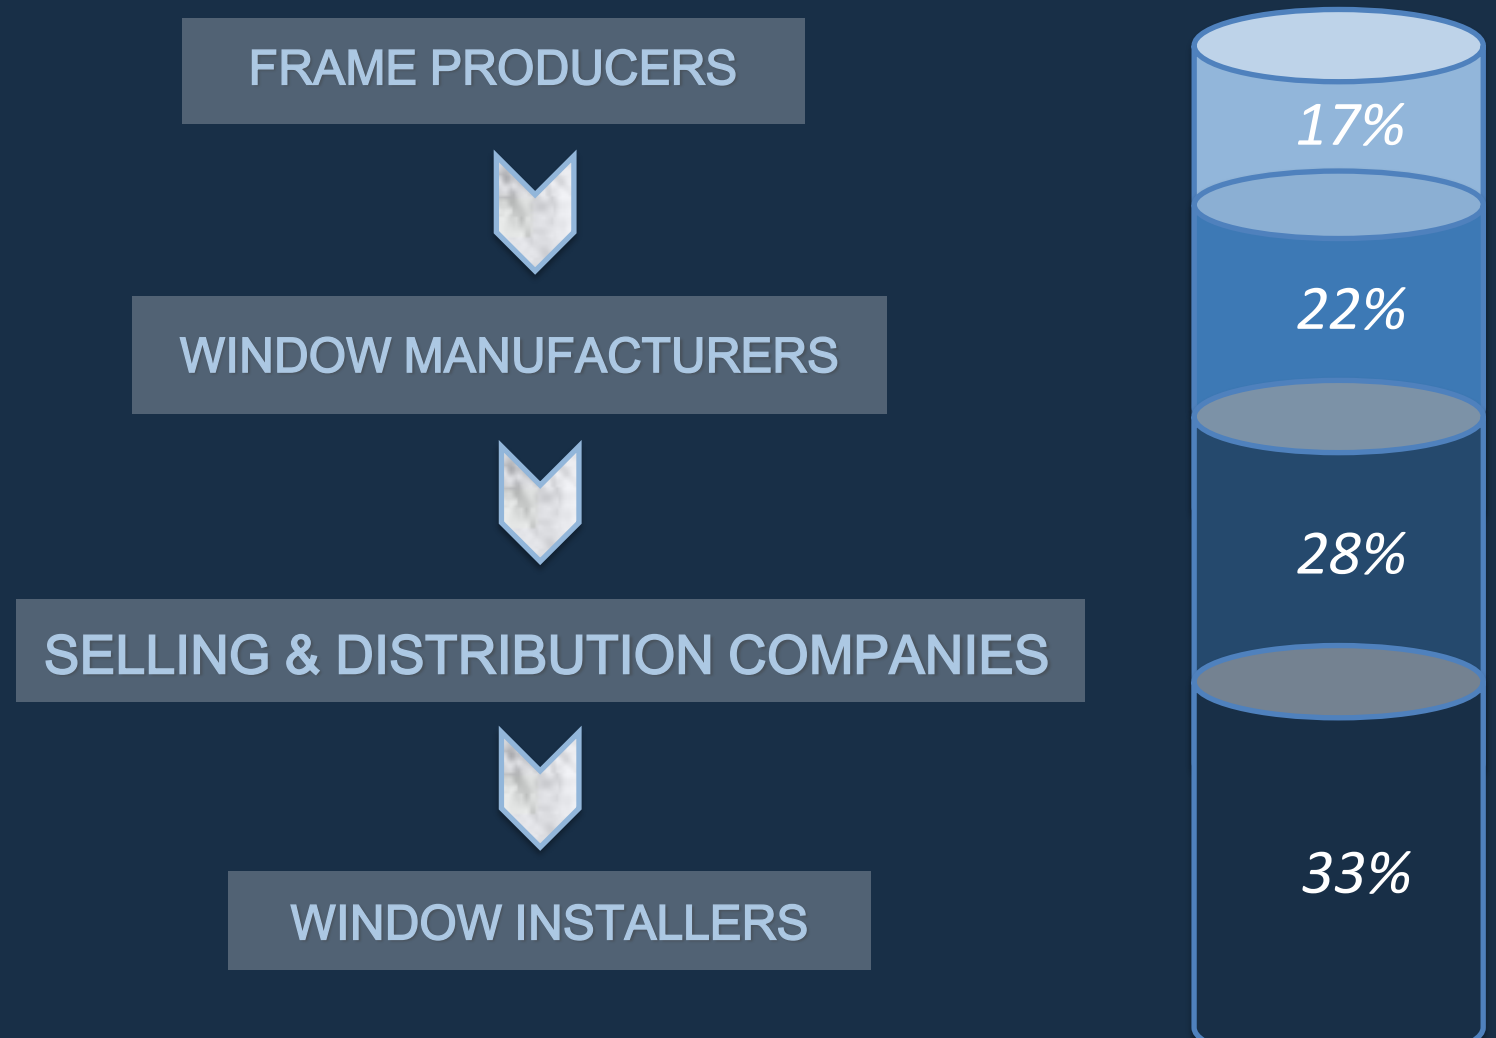 FRAME PRODUCERS
17%
WINDOW MANUFACTURERS
22%
SELLING & DISTRIBUTION COMPANIES
28%
WINDOW INSTALLERS
33%